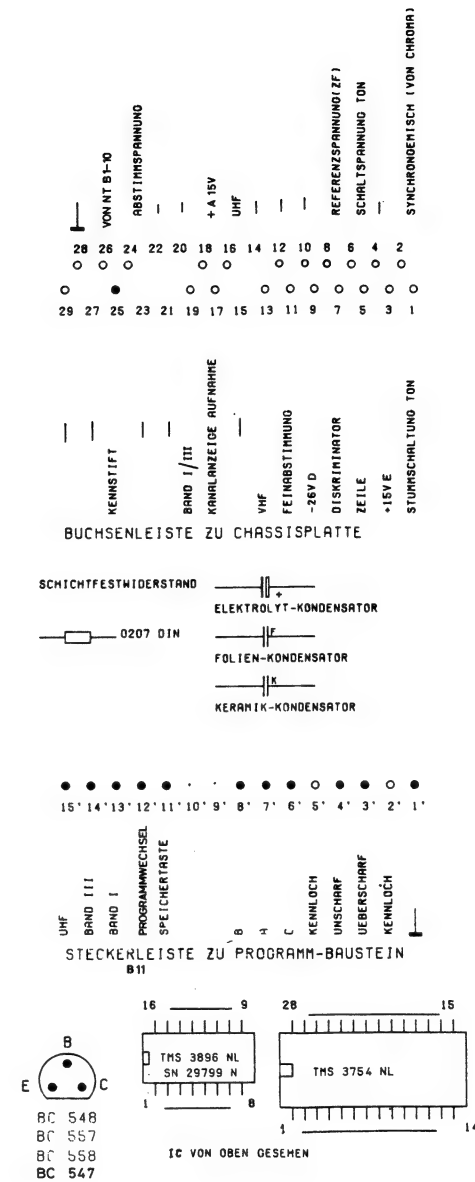 VON NT B1-10
ABSTIMMSPANNUNG
+A 15V
UHF
REFERENZSPANNUNG(ZF)
SCHALTSPANNUNG TON
SYNCHRONGEMISCH (VON CHROMA)
28 26 24 22 20 18 16 14 12 10 8 6 4 2
29 27 25 23 21 19 17 15 13 11 9 7 5 3 1
KENNSTIFT
BAND I/III
KANALANZEIGE AUFNAHME
VHF
FEINABSTIMMUNG
-26V D
DISKRIMINATOR
ZEILE
+15V E
STUMMSCHALTUNG TON
BUCHSENLEISTE ZU CHASSISPLATTE
SCHICHTFESTWIDERSTAND
0207 DIN
+
ELEKTROLYT-KONDENSATOR
F
FOLIEN-KONDENSATOR
K
KERAMIK-KONDENSATOR
15' 14' 13' 12' 11' 10' 9' 8' 7' 6' 5' 4' 3' 2' 1'
UHF
BAND III
BAND I
PROGRAMMWECHSEL
SPEICHERTASTE
B
A
C
KENNLOCH
UNSCHARF
UEBERSCHARF
KENNLOCH
STECKERLEISTE ZU PROGRAMM-BAUSTEIN
B11
16 9
TMS 3896 NL
SN 29799 N
1 8
28 15
TMS 3754 NL
1 14
B
E C
BC 548
BC 557
BC 558
BC 547
IC VON OBEN GESEHEN